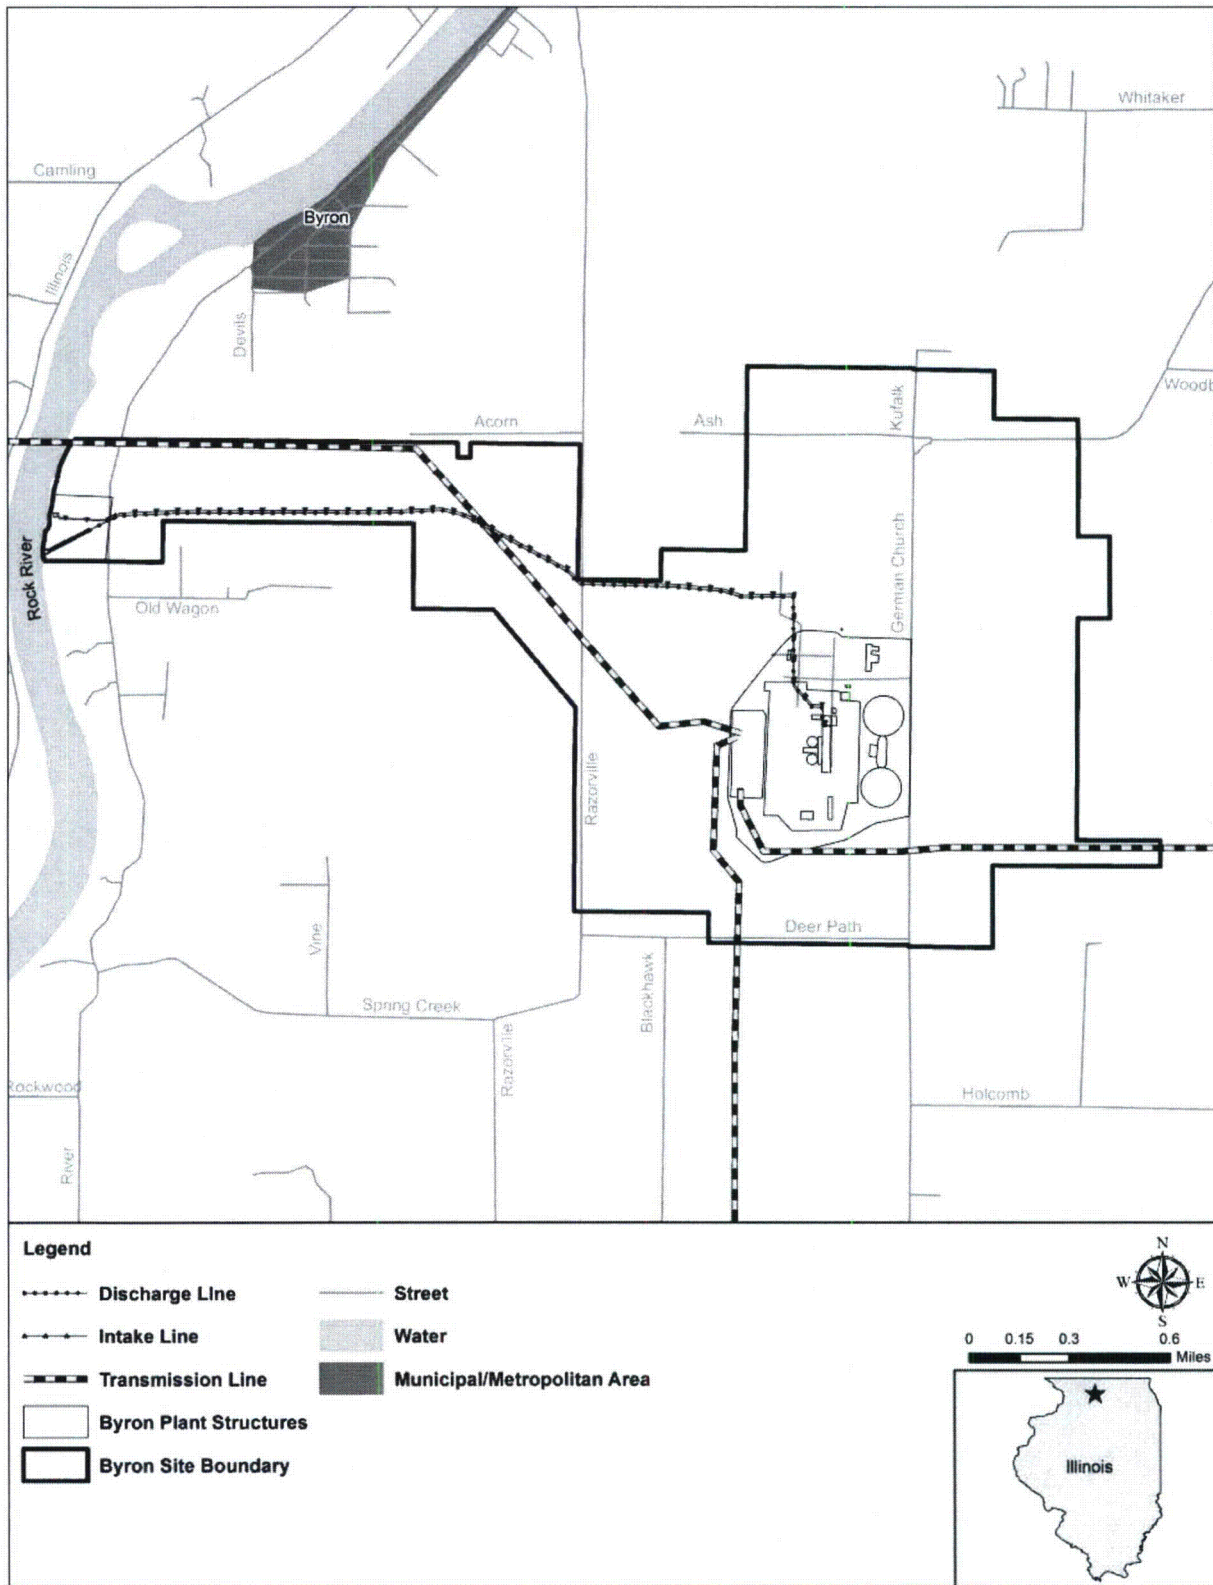 Whitaker
Camling
Byron
Illinois
Devils
Kufalk
Woodb
Acorn
Ash
German Church
Rock River
Old Wagon
Razorville
Deer Path
Vine
Blackhawk
Spring Creek
Razorville
Rockwood
Holcomb
River
Legend
Discharge Line
Street
Intake Line
Water
Transmission Line
Municipal/Metropolitan Area
Byron Plant Structures
Byron Site Boundary
N
W E
S
0 0.15 0.3 0.6
Miles
Illinois